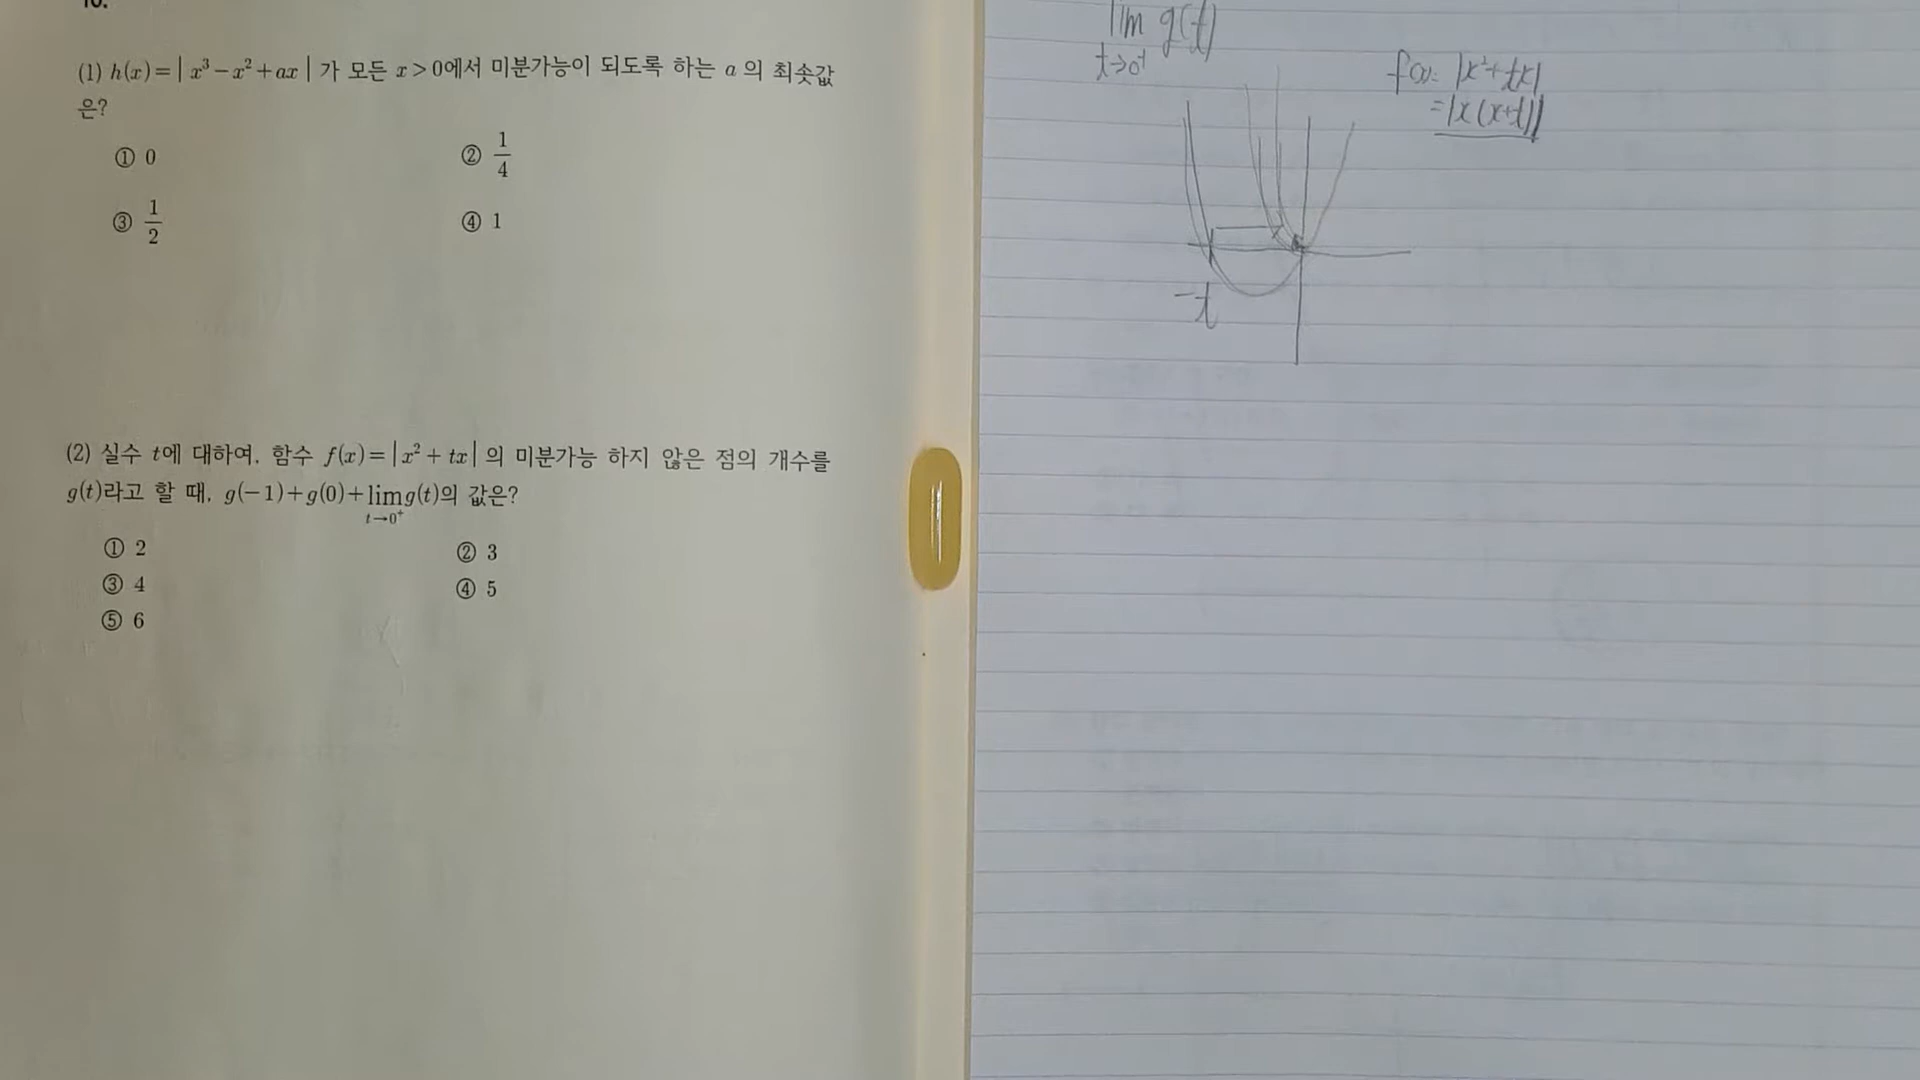 (1) h(x)=| x³−x²+ax | 가 모든 x>0에서 미분가능이 되도록 하는 a 의 최솟값
은?
① 0 ② 1/4
③ 1/2 ④ 1
(2) 실수 t에 대하여, 함수 f(x)=| x²+tx | 의 미분가능 하지 않은 점의 개수를
g(t)라고 할 때, g(−1)+g(0)+lim g(t)의 값은?
t→0⁺
① 2 ② 3
③ 4 ④ 5
⑤ 6
lim g(t)
t→0⁺
f(x)= |x²+tx|
=|x(x+t)|
-t